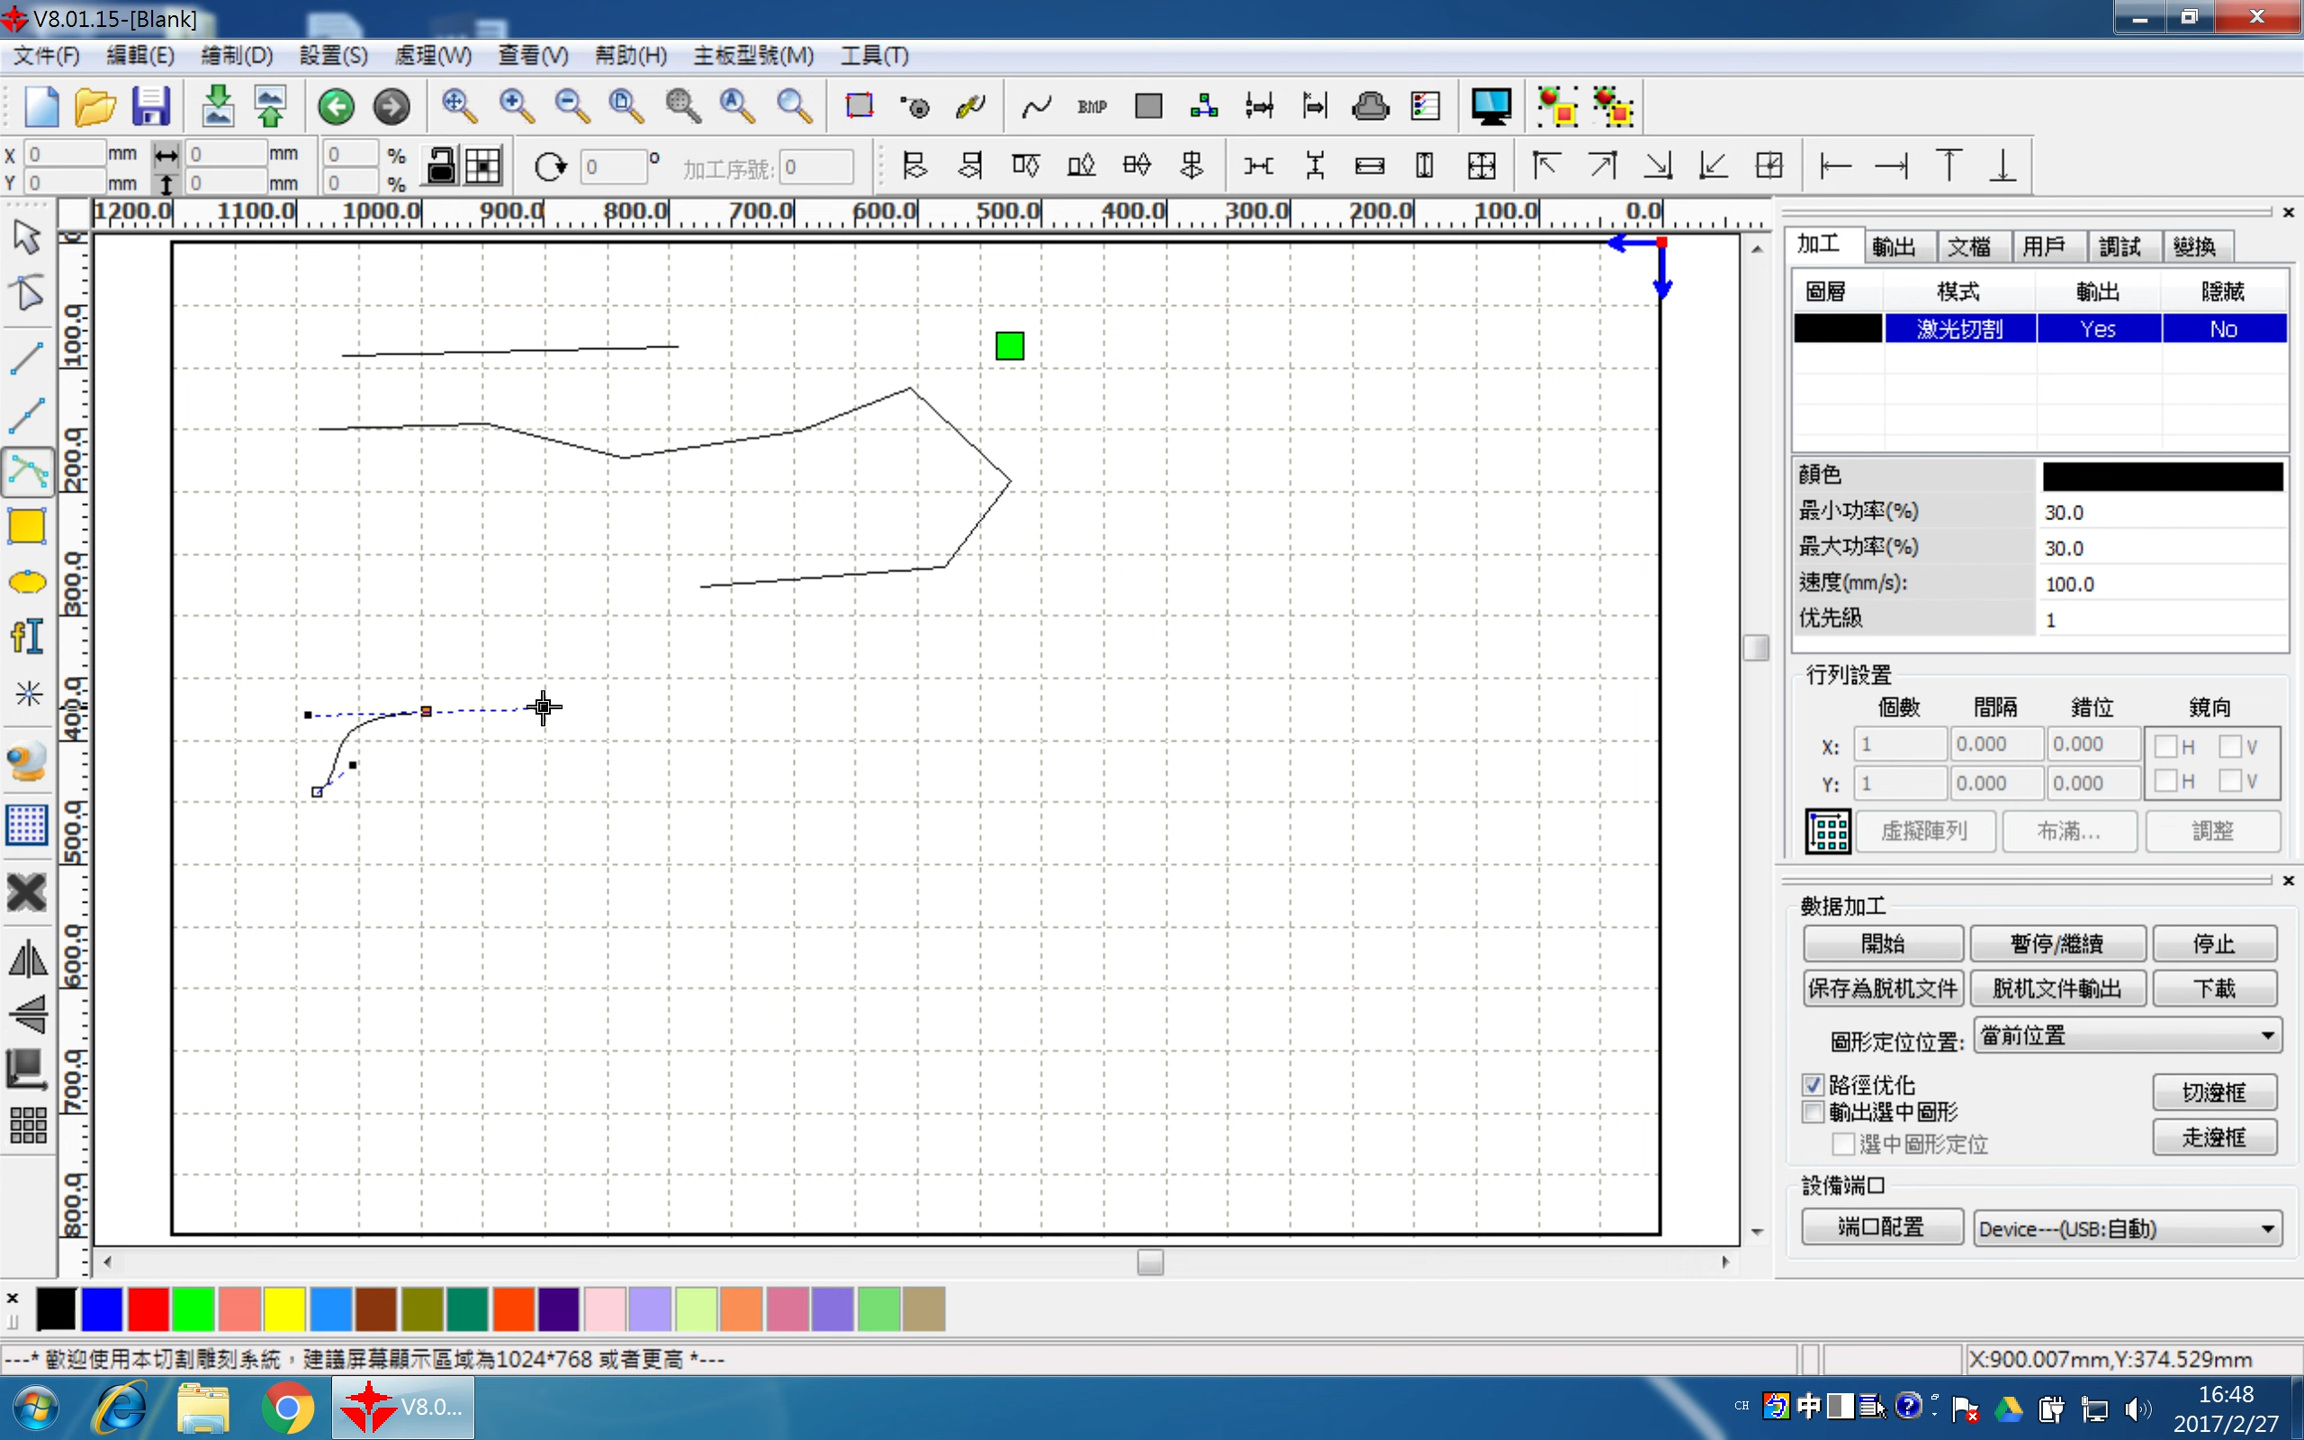 V8.01.15-[Blank]
文件(F) 編輯(E) 繪制(D) 設置(S) 處理(W) 查看(V) 幫助(H) 主板型號(M) 工具(T)
BMP
X 0 mm 0 mm 0 %
Y 0 mm 0 mm 0 %
0 °
加工序號: 0
1200.0 1100.0 1000.0 900.0 800.0 700.0 600.0 500.0 400.0 300.0 200.0 100.0 0.0
100.0
200.0
300.0
400.0
500.0
600.0
700.0
800.0
加工 輸出 文檔 用戶 調試 變換
圖層 模式 輸出 隱藏
激光切割 Yes No
顏色
最小功率(%) 30.0
最大功率(%) 30.0
速度(mm/s): 100.0
优先級 1
行列設置
個數 間隔 錯位 鏡向
X: 1 0.000 0.000 H V
Y: 1 0.000 0.000 H V
虛擬陣列 布滿... 調整
數据加工
開始 暫停/繼續 停止
保存為脫机文件 脫机文件輸出 下載
圖形定位位置: 當前位置
路徑优化 切邊框
輸出選中圖形
選中圖形定位 走邊框
設備端口
端口配置 Device---(USB:自動)
---* 歡迎使用本切割雕刻系統，建議屏幕顯示區域為1024*768 或者更高 *---
X:900.007mm,Y:374.529mm
V8.0...
CH 中
16:48
2017/2/27